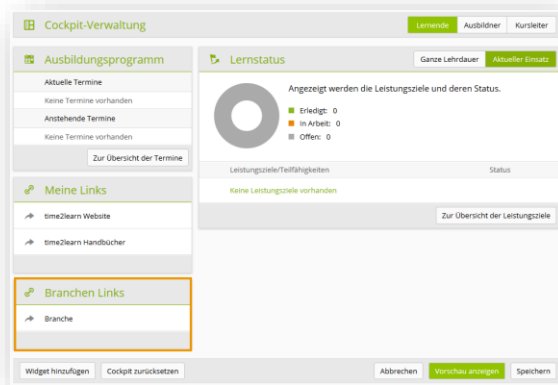 Cockpit-Verwaltung
Lernende Ausbildner Kursleiter
Ausbildungsprogramm
Aktuelle Termine
Keine Termine vorhanden
Anstehende Termine
Keine Termine vorhanden
Zur Übersicht der Termine
Meine Links
time2learn Website
time2learn Handbücher
Branchen Links
Branche
Lernstatus
Ganze Lehrdauer Aktueller Einsatz
Angezeigt werden die Leistungsziele und deren Status.
Erledigt: 0
In Arbeit: 0
Offen: 0
Leistungsziele/Teilfähigkeiten Status
Keine Leistungsziele vorhanden
Zur Übersicht der Leistungsziele
Widget hinzufügen Cockpit zurücksetzen Abbrechen Vorschau anzeigen Speichern